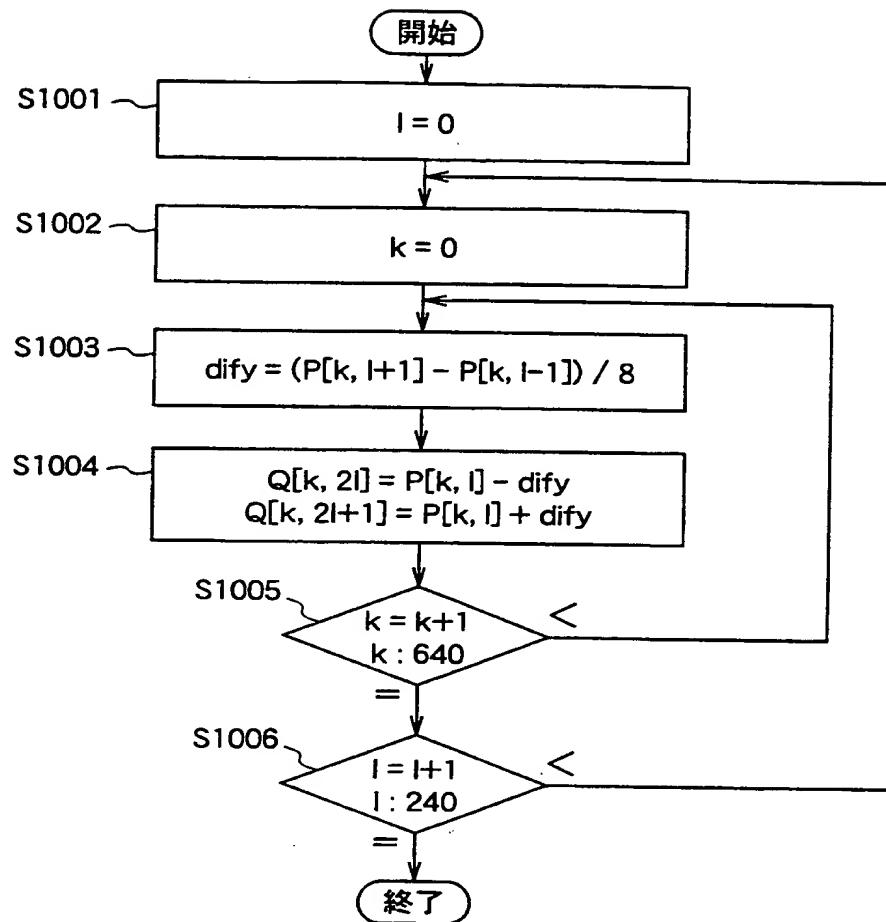 開始
S1001
l = 0
S1002
k = 0
S1003
dify = (P[k, l+1] − P[k, l−1]) / 8
S1004
Q[k, 2l] = P[k, l] − dify
Q[k, 2l+1] = P[k, l] + dify
S1005
k = k+1
k : 640
<
=
S1006
l = l+1
l : 240
<
=
終了